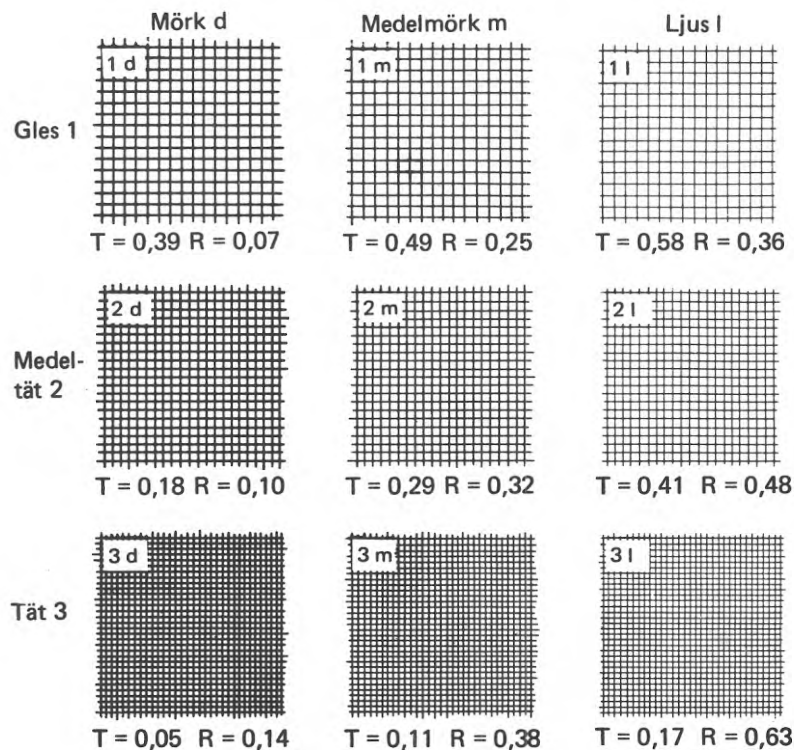 Mörk d Medelmörk m Ljus l
1 d 1 m 1 l
Gles 1
T = 0,39 R = 0,07 T = 0,49 R = 0,25 T = 0,58 R = 0,36
2 d 2 m 2 l
Medel-
tät 2
T = 0,18 R = 0,10 T = 0,29 R = 0,32 T = 0,41 R = 0,48
3 d 3 m 3 l
Tät 3
T = 0,05 R = 0,14 T = 0,11 R = 0,38 T = 0,17 R = 0,63